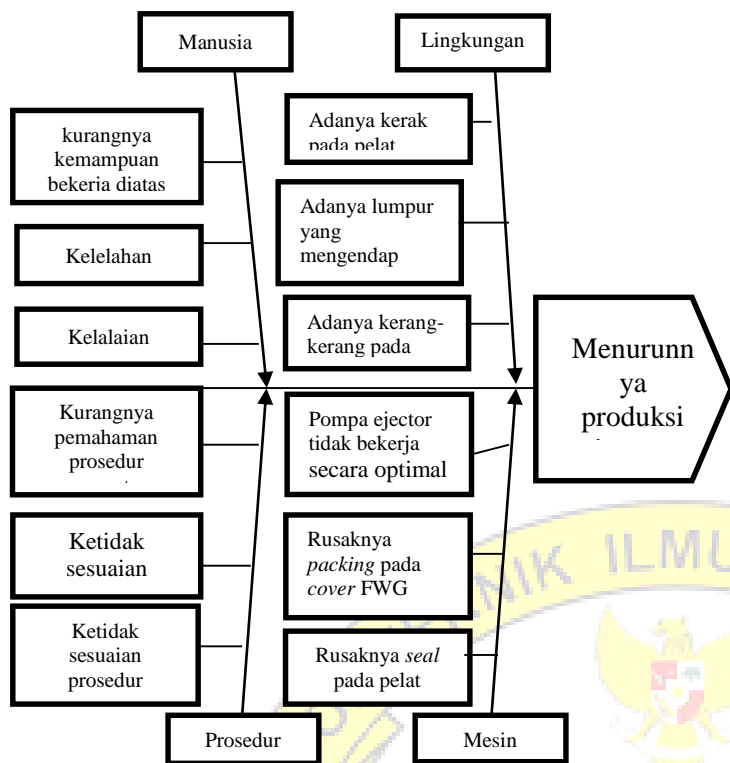 Manusia
Lingkungan
kurangnya
kemampuan
bekerja diatas
Kelelahan
Kelalaian
Adanya kerak
pada pelat
Adanya lumpur
yang
mengendap
Adanya kerang-
kerang pada
Menurunn
ya
produksi
Kurangnya
pemahaman
prosedur
Ketidak
sesuaian
Ketidak
sesuaian
prosedur
Pompa ejector
tidak bekerja
secara optimal
Rusaknya
packing pada
cover FWG
Rusaknya seal
pada pelat
Prosedur
Mesin
NIK ILMU